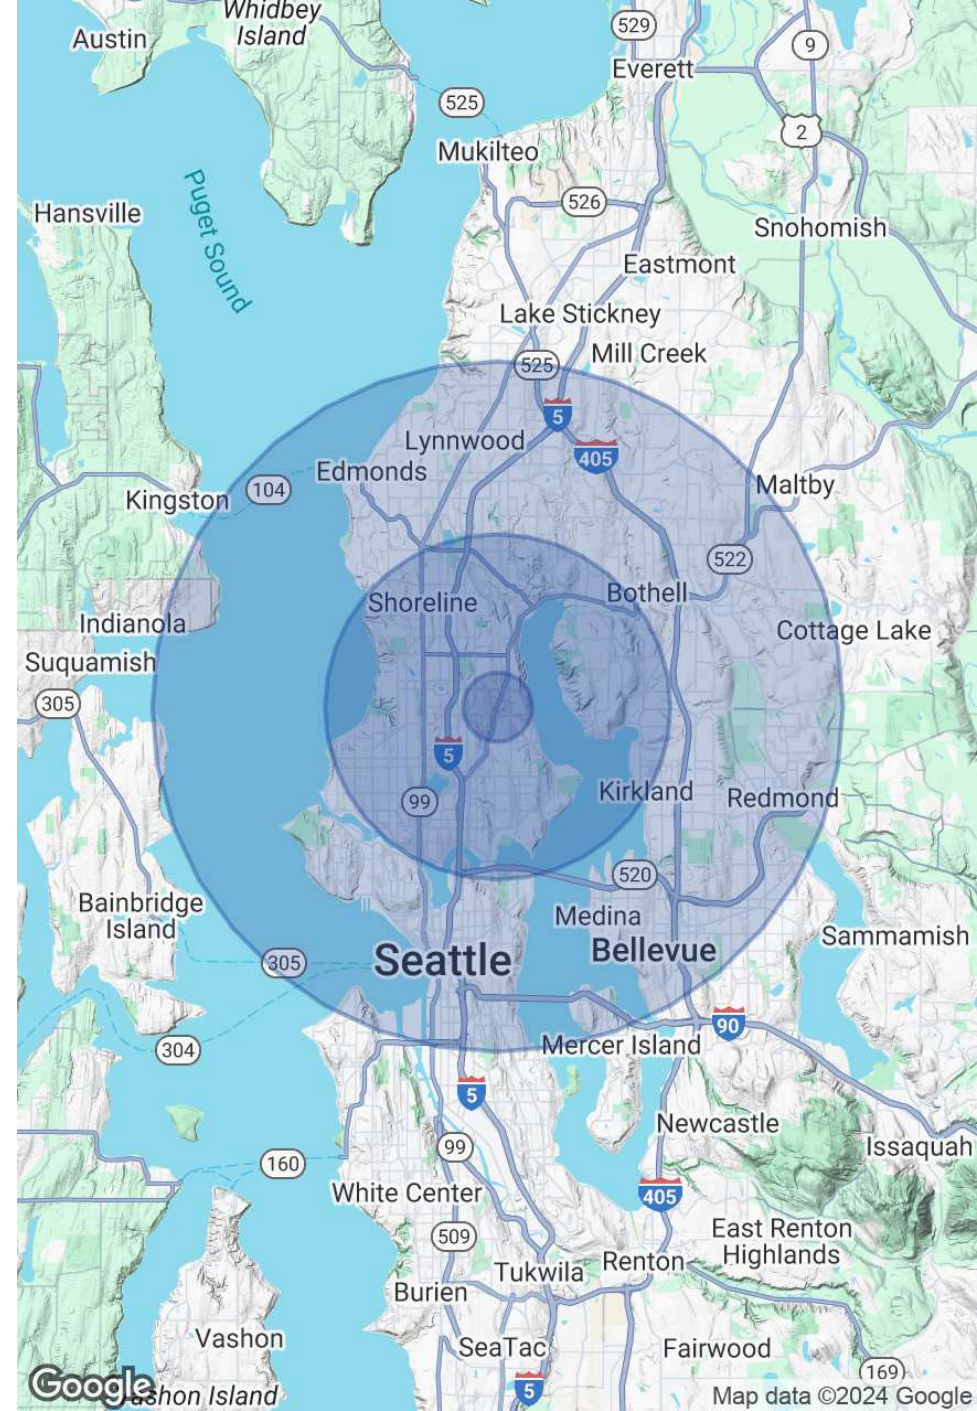 Whidbey
Island
Austin
529
9
Everett
525
2
Mukilteo
526
Hansville
Puget Sound
Snohomish
Eastmont
Lake Stickney
525
Mill Creek
5
Lynnwood
405
Edmonds
Kingston
104
Maltby
522
Bothell
Shoreline
Indianola
Cottage Lake
Suquamish
305
5
99
Kirkland
Redmond
520
Bainbridge
Island
Medina
Seattle
Bellevue
Sammamish
305
90
304
Mercer Island
5
Newcastle
99
Issaquah
160
White Center
405
509
East Renton
Highlands
Tukwila
Renton
Burien
Vashon
SeaTac
Fairwood
169
5
Google
shon Island
Map data ©2024 Google